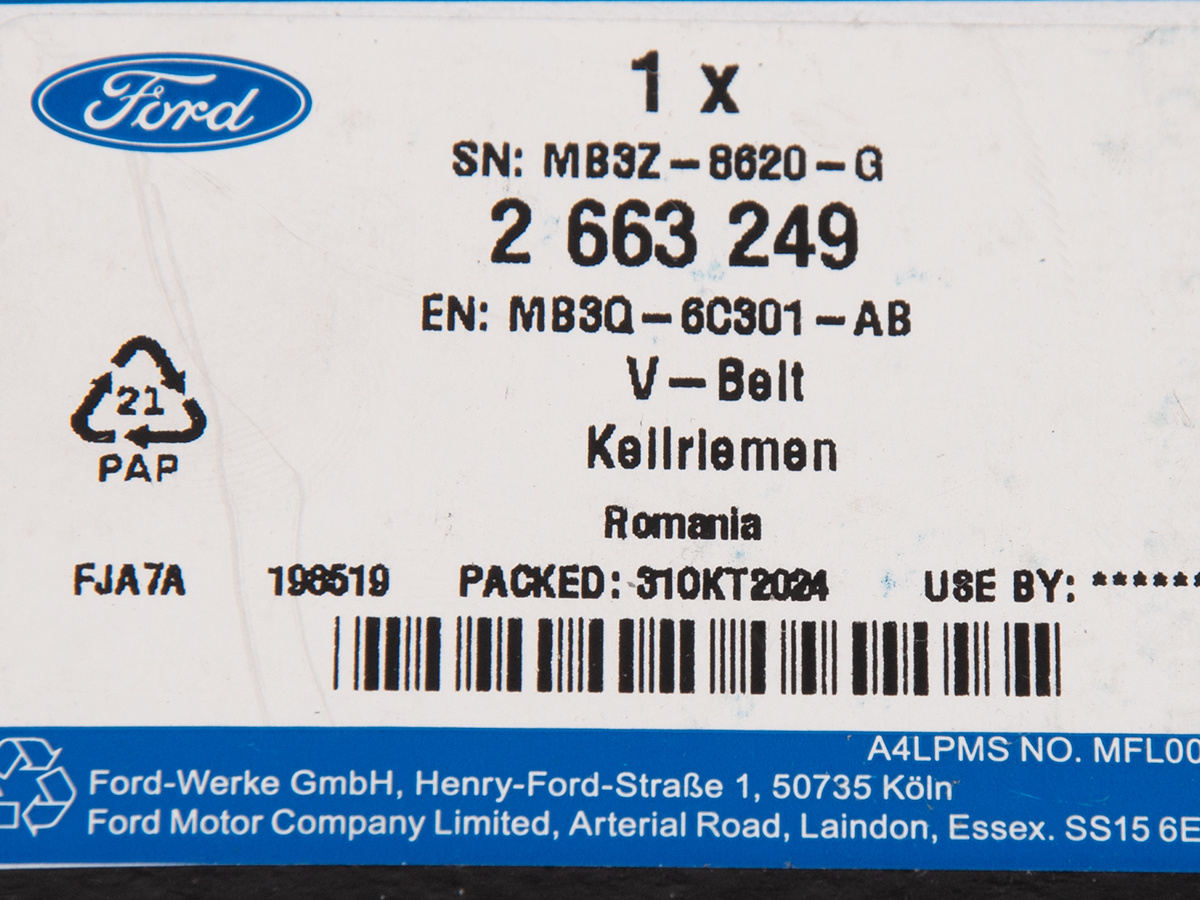 Ford
1 x
SN: MB3Z-8620-G
2 663 249
EN: MB3Q-6C301-AB
V-Belt
Keilriemen
21
PAP
Romania
FJA7A 198519 PACKED: 31OKT2024 USE BY: ******
A4LPMS NO. MFL00
Ford-Werke GmbH, Henry-Ford-Straße 1, 50735 Köln
Ford Motor Company Limited, Arterial Road, Laindon, Essex. SS15 6E